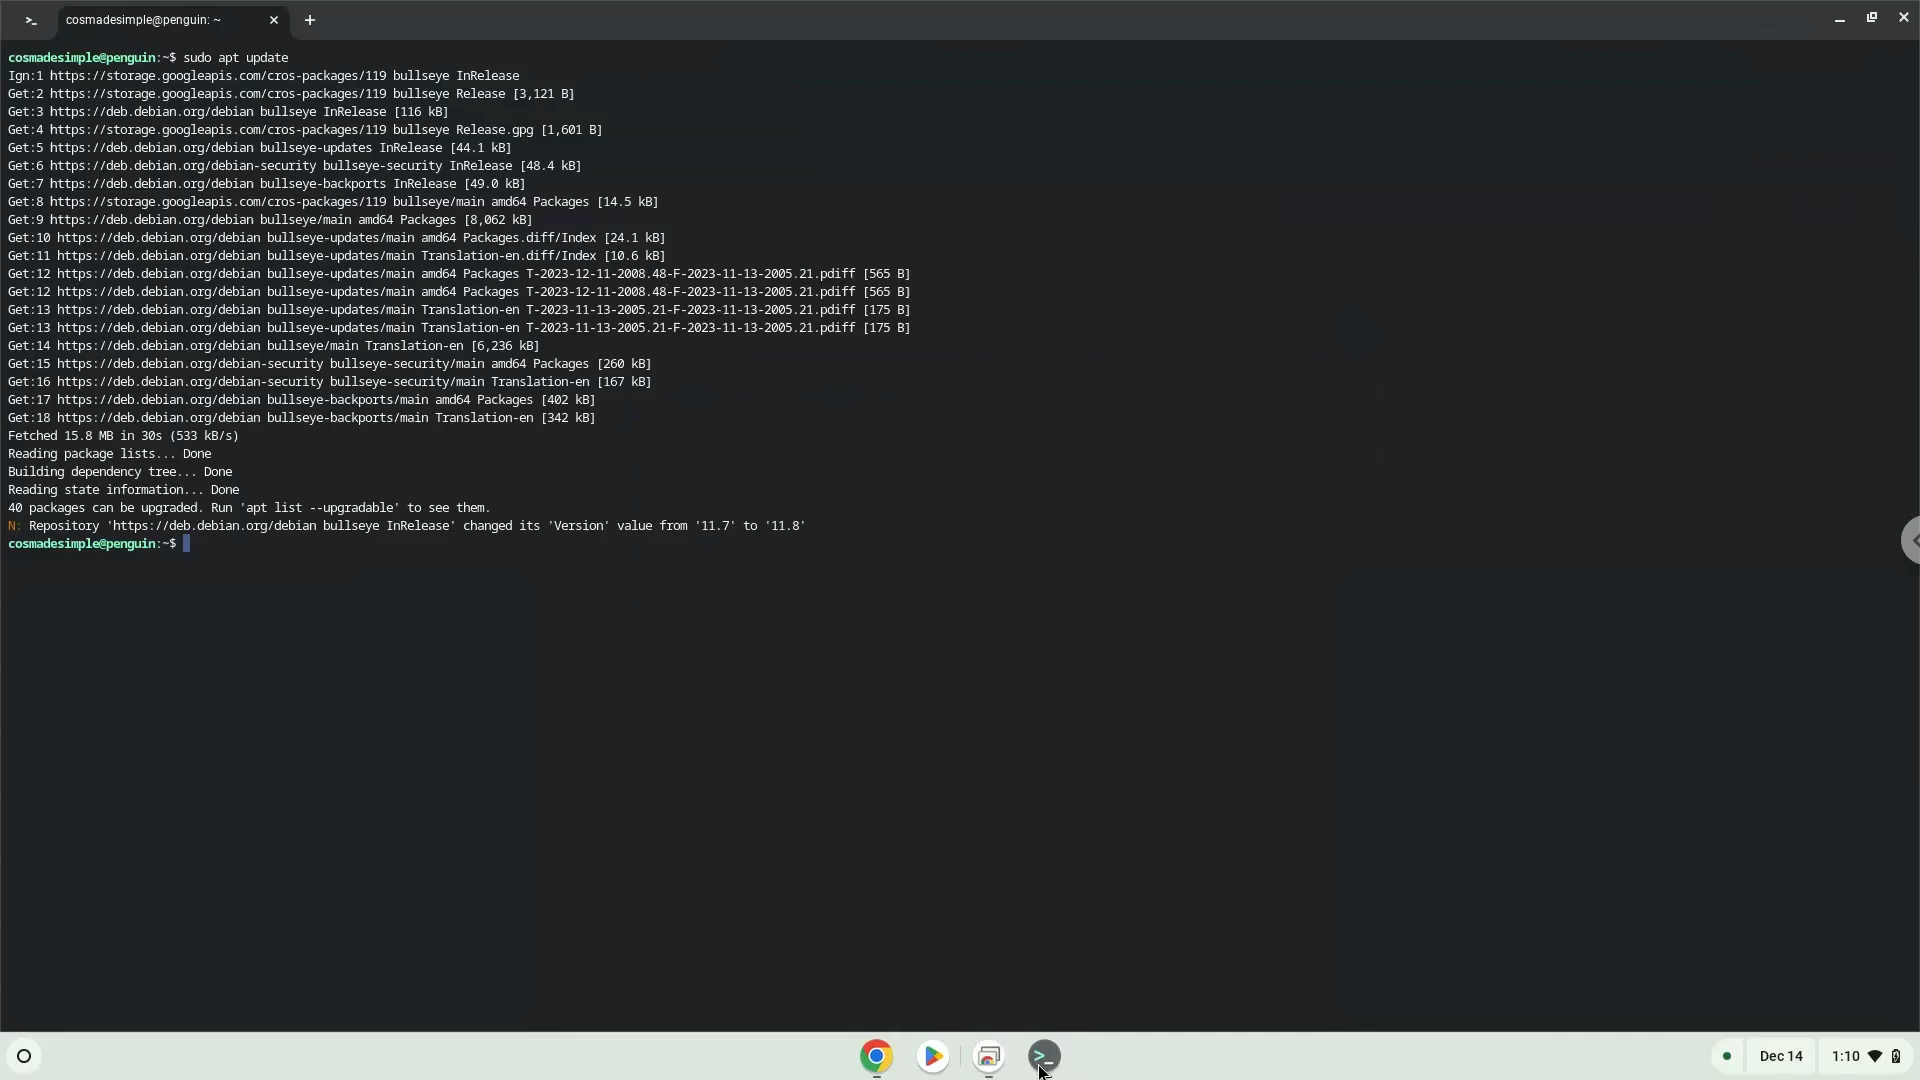 >_ cosmadesimple@penguin: ~
cosmadesimple@penguin:~$ sudo apt update
Ign:1 https://storage.googleapis.com/cros-packages/119 bullseye InRelease
Get:2 https://storage.googleapis.com/cros-packages/119 bullseye Release [3,121 B]
Get:3 https://deb.debian.org/debian bullseye InRelease [116 kB]
Get:4 https://storage.googleapis.com/cros-packages/119 bullseye Release.gpg [1,601 B]
Get:5 https://deb.debian.org/debian bullseye-updates InRelease [44.1 kB]
Get:6 https://deb.debian.org/debian-security bullseye-security InRelease [48.4 kB]
Get:7 https://deb.debian.org/debian bullseye-backports InRelease [49.0 kB]
Get:8 https://storage.googleapis.com/cros-packages/119 bullseye/main amd64 Packages [14.5 kB]
Get:9 https://deb.debian.org/debian bullseye/main amd64 Packages [8,062 kB]
Get:10 https://deb.debian.org/debian bullseye-updates/main amd64 Packages.diff/Index [24.1 kB]
Get:11 https://deb.debian.org/debian bullseye-updates/main Translation-en.diff/Index [10.6 kB]
Get:12 https://deb.debian.org/debian bullseye-updates/main amd64 Packages T-2023-12-11-2008.48-F-2023-11-13-2005.21.pdiff [565 B]
Get:12 https://deb.debian.org/debian bullseye-updates/main amd64 Packages T-2023-12-11-2008.48-F-2023-11-13-2005.21.pdiff [565 B]
Get:13 https://deb.debian.org/debian bullseye-updates/main Translation-en T-2023-11-13-2005.21-F-2023-11-13-2005.21.pdiff [175 B]
Get:13 https://deb.debian.org/debian bullseye-updates/main Translation-en T-2023-11-13-2005.21-F-2023-11-13-2005.21.pdiff [175 B]
Get:14 https://deb.debian.org/debian bullseye/main Translation-en [6,236 kB]
Get:15 https://deb.debian.org/debian-security bullseye-security/main amd64 Packages [260 kB]
Get:16 https://deb.debian.org/debian-security bullseye-security/main Translation-en [167 kB]
Get:17 https://deb.debian.org/debian bullseye-backports/main amd64 Packages [402 kB]
Get:18 https://deb.debian.org/debian bullseye-backports/main Translation-en [342 kB]
Fetched 15.8 MB in 30s (533 kB/s)
Reading package lists... Done
Building dependency tree... Done
Reading state information... Done
40 packages can be upgraded. Run 'apt list --upgradable' to see them.
N: Repository 'https://deb.debian.org/debian bullseye InRelease' changed its 'Version' value from '11.7' to '11.8'
cosmadesimple@penguin:~$
>_ Dec 14 1:10